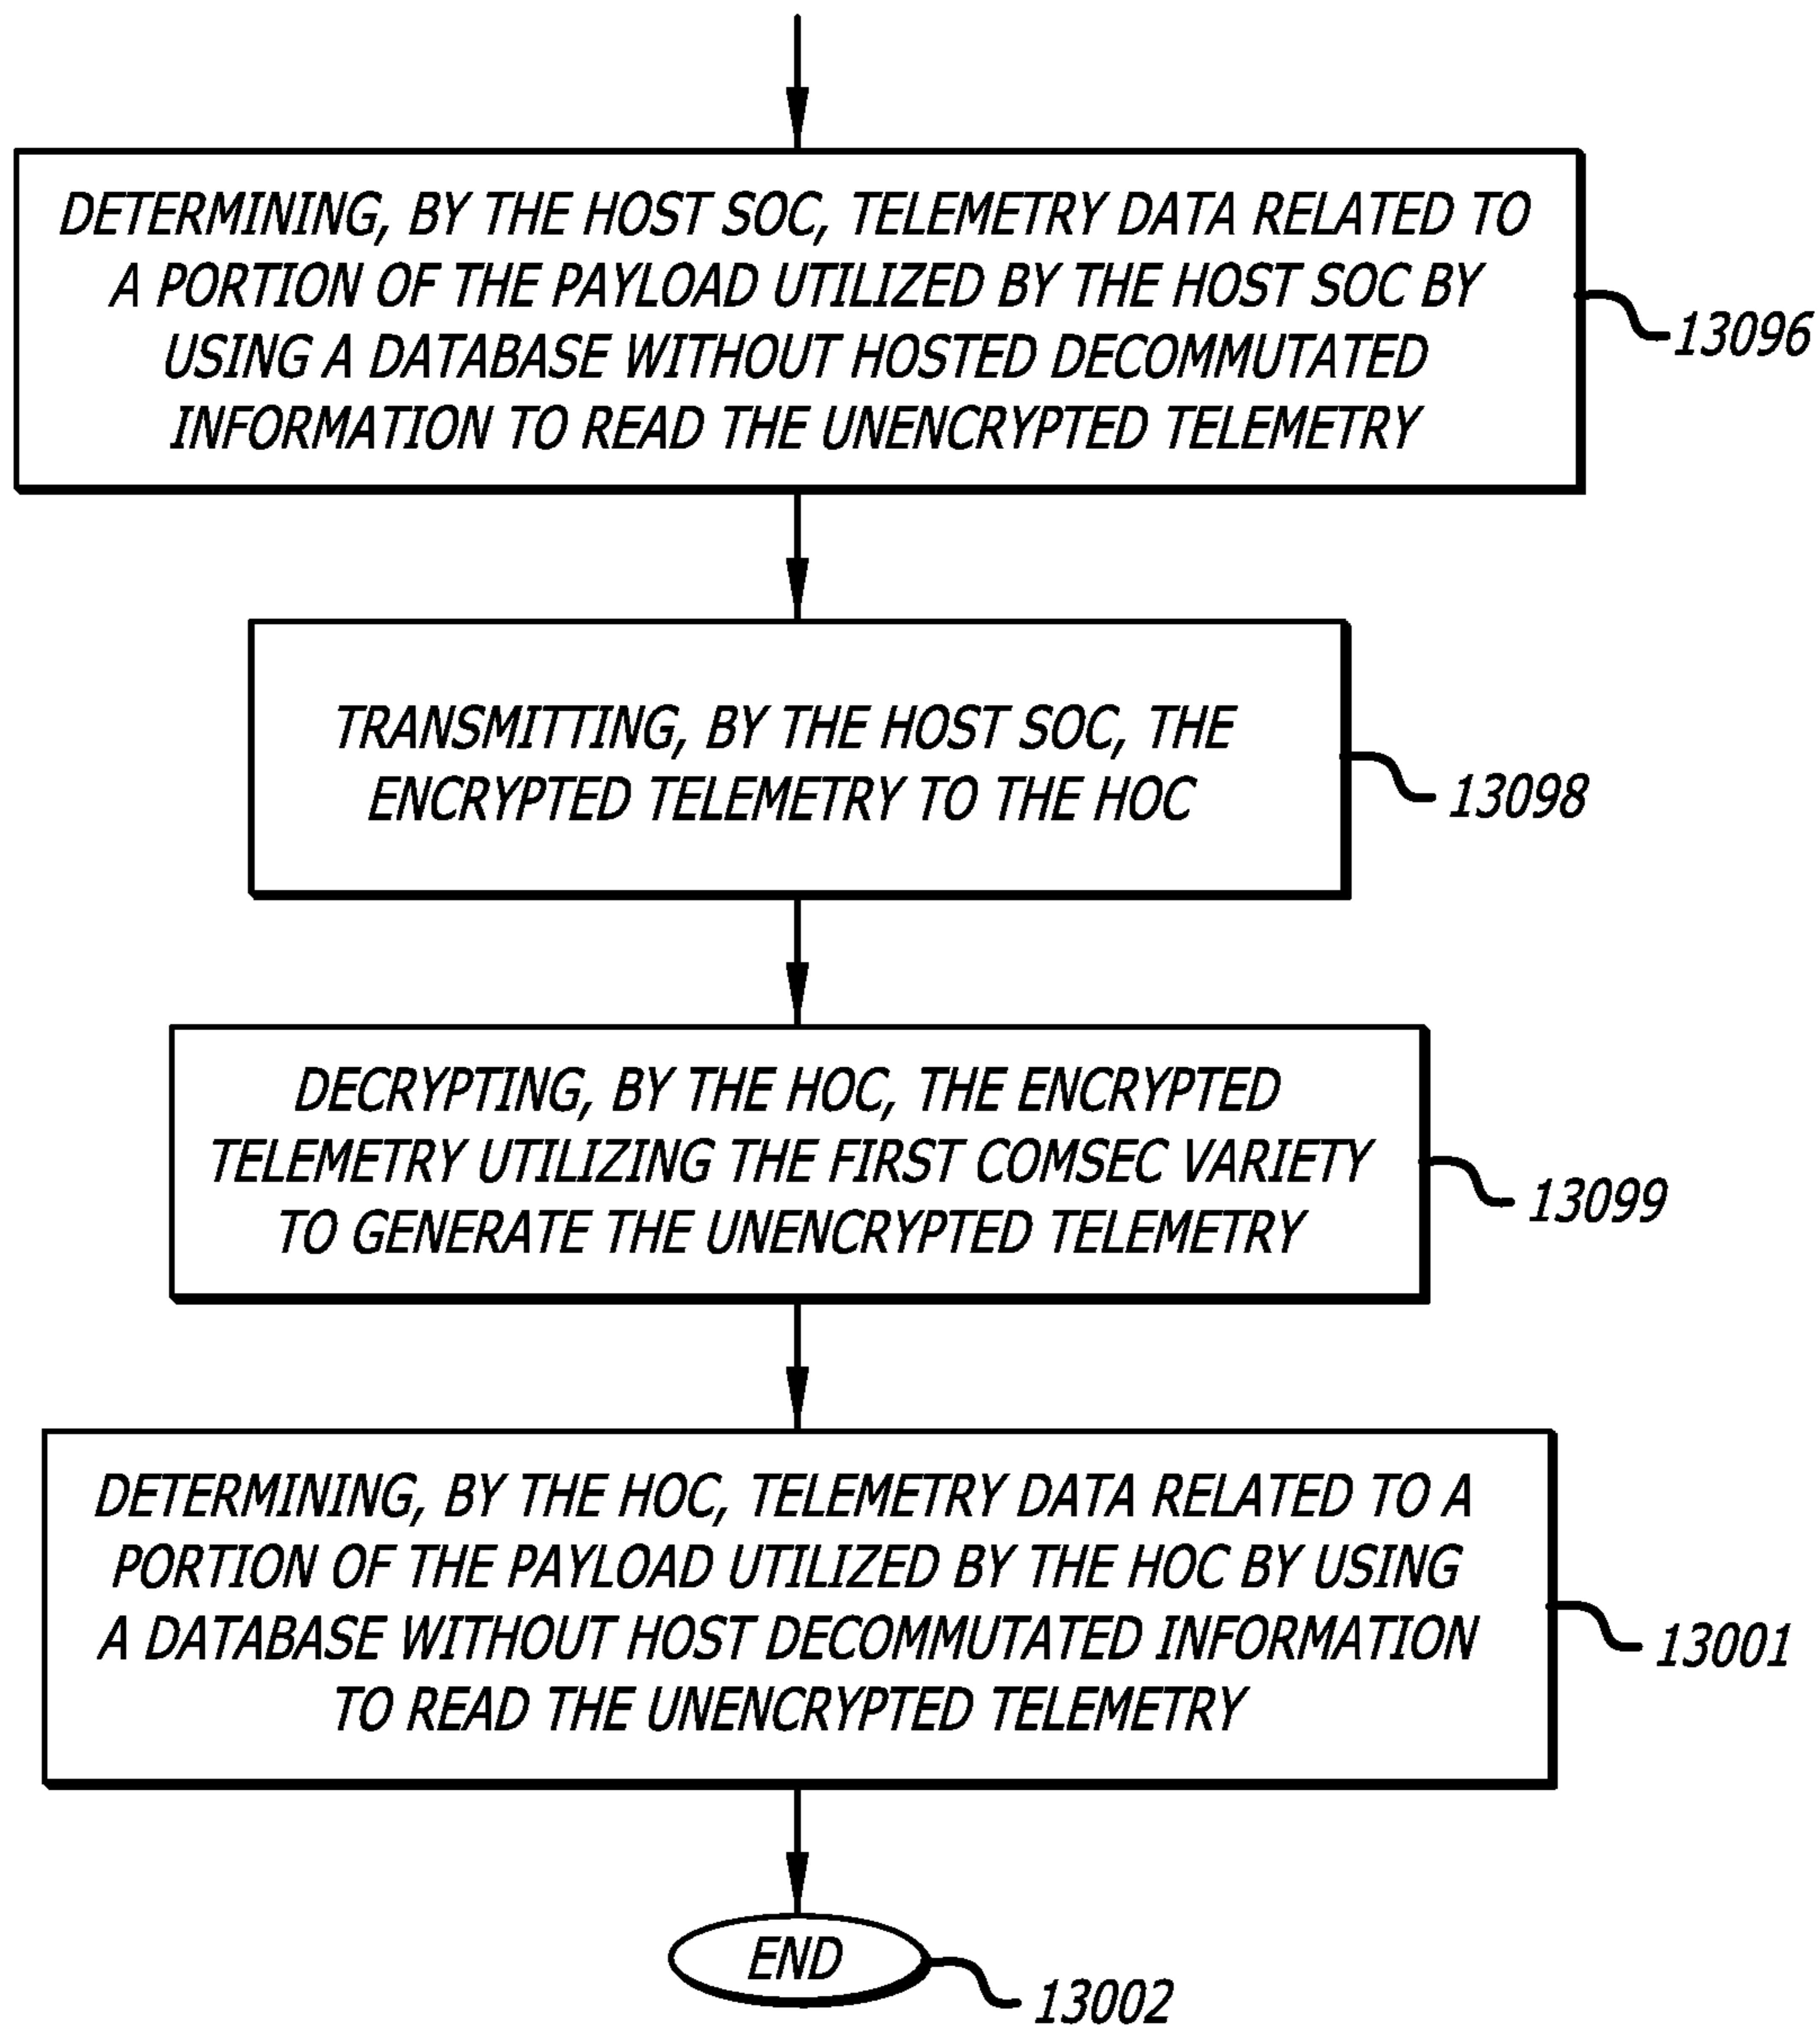 DETERMINING, BY THE HOST SOC, TELEMETRY DATA RELATED TO
A PORTION OF THE PAYLOAD UTILIZED BY THE HOST SOC BY
USING A DATABASE WITHOUT HOSTED DECOMMUTATED
INFORMATION TO READ THE UNENCRYPTED TELEMETRY
13096
TRANSMITTING, BY THE HOST SOC, THE
ENCRYPTED TELEMETRY TO THE HOC
13098
DECRYPTING, BY THE HOC, THE ENCRYPTED
TELEMETRY UTILIZING THE FIRST COMSEC VARIETY
TO GENERATE THE UNENCRYPTED TELEMETRY
13099
DETERMINING, BY THE HOC, TELEMETRY DATA RELATED TO A
PORTION OF THE PAYLOAD UTILIZED BY THE HOC BY USING
A DATABASE WITHOUT HOST DECOMMUTATED INFORMATION
TO READ THE UNENCRYPTED TELEMETRY
13001
END
13002